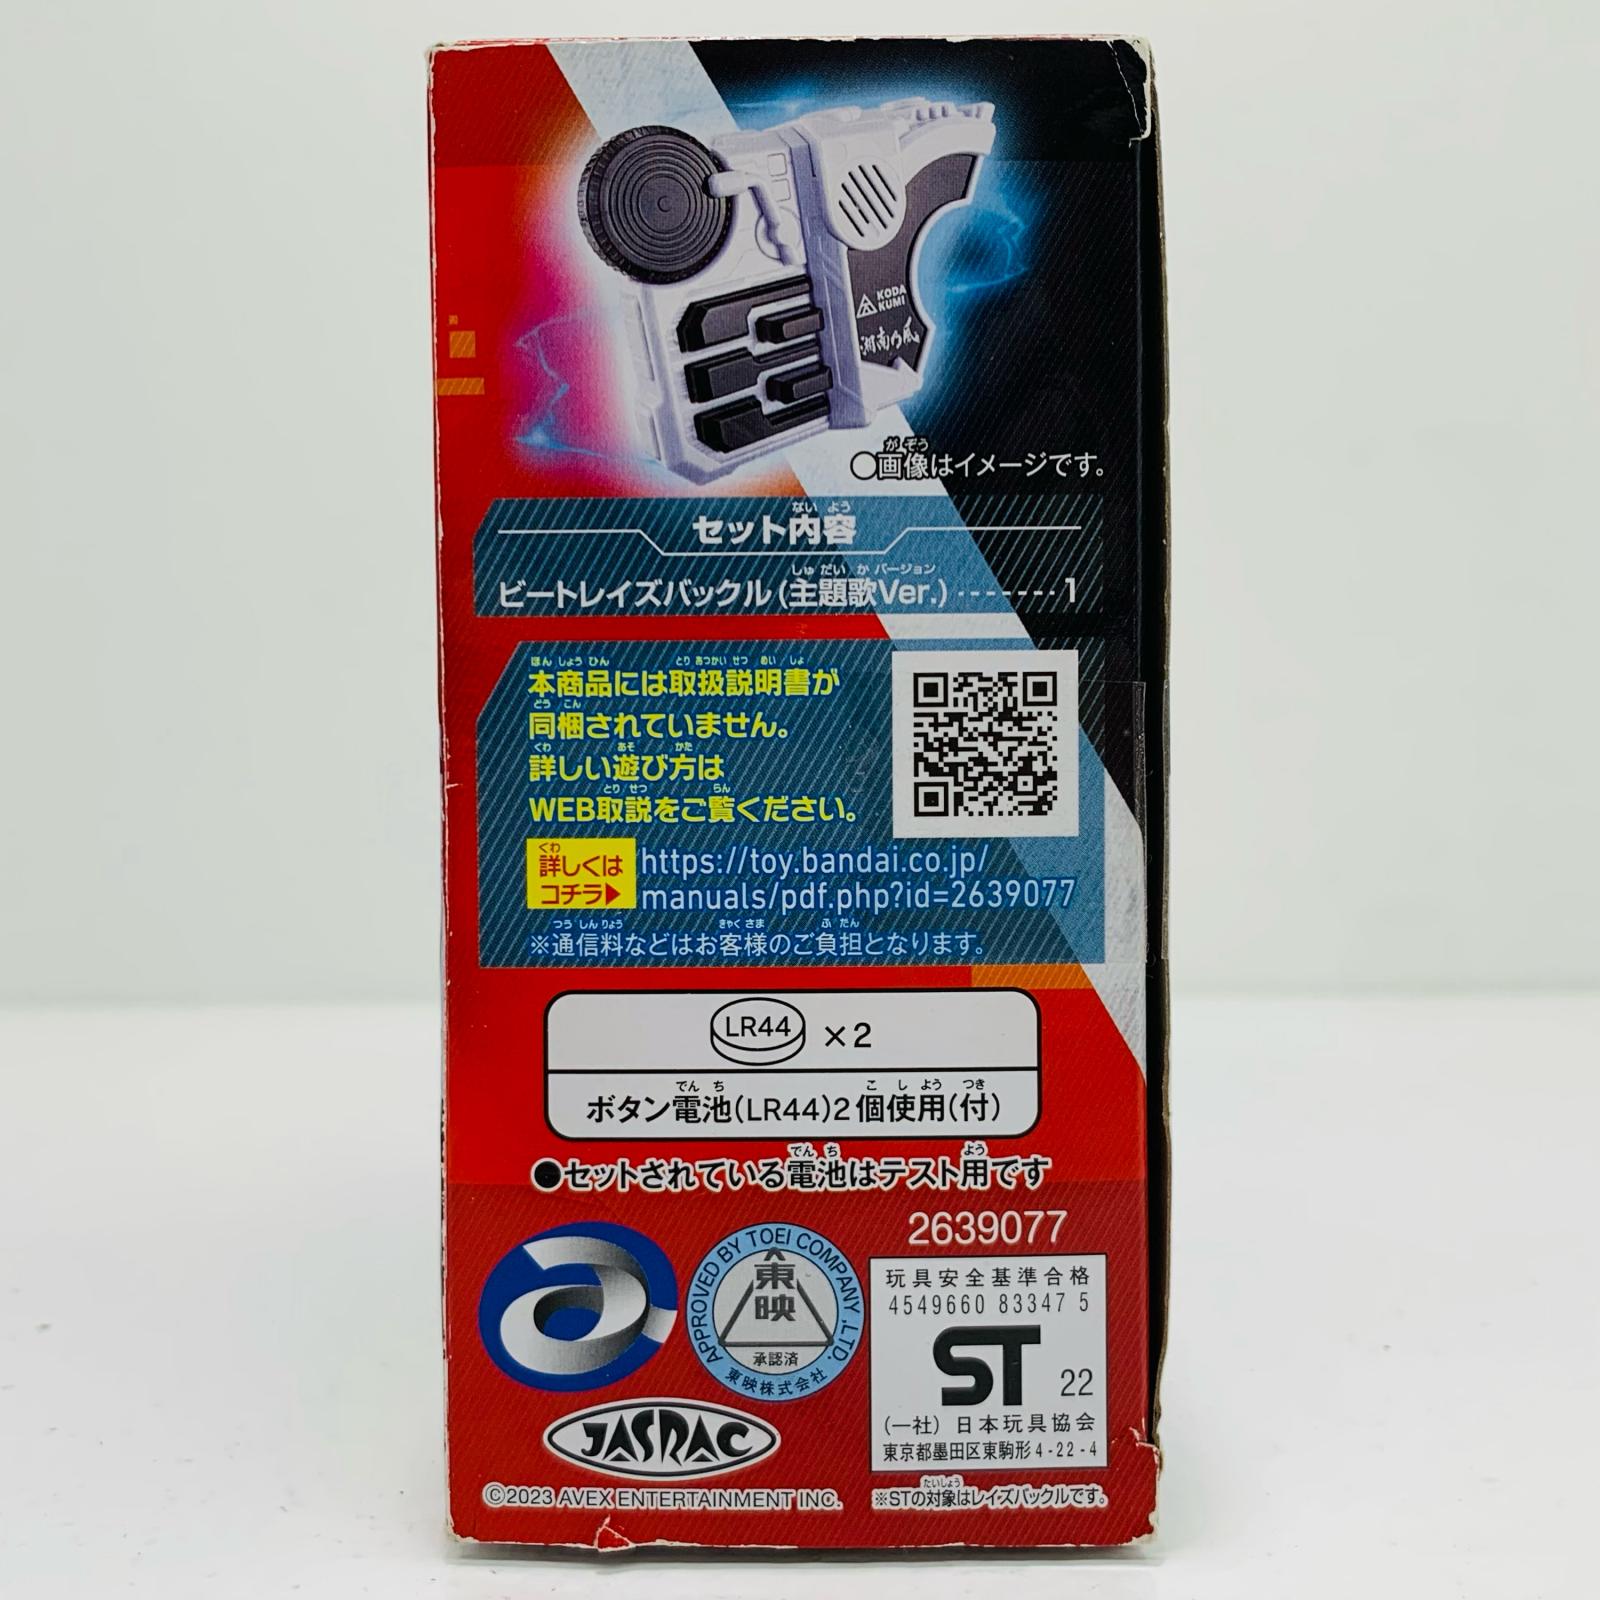 KODA
KUMI
湘南乃風
●画像はイメージです。
セット内容
ビートレイズバックル(主題歌Ver.)-------1
本商品には取扱説明書が
同梱されていません。
詳しい遊び方は
WEB取説をご覧ください。
詳しくは
コチラ▶
https://toy.bandai.co.jp/
manuals/pdf.php?id=2639077
※通信料などはお客様のご負担となります。
LR44 ×2
ボタン電池(LR44)2個使用(付)
●セットされている電池はテスト用です
2639077
APPROVED BY TOEI COMPANY ,LTD.
東映
承認済
東映株式会社
玩具安全基準合格
4549660 83347 5
ST 22
(一社) 日本玩具協会
東京都墨田区東駒形4-22-4
JASRAC
©2023 AVEX ENTERTAINMENT INC.
※STの対象はレイズバックルです。